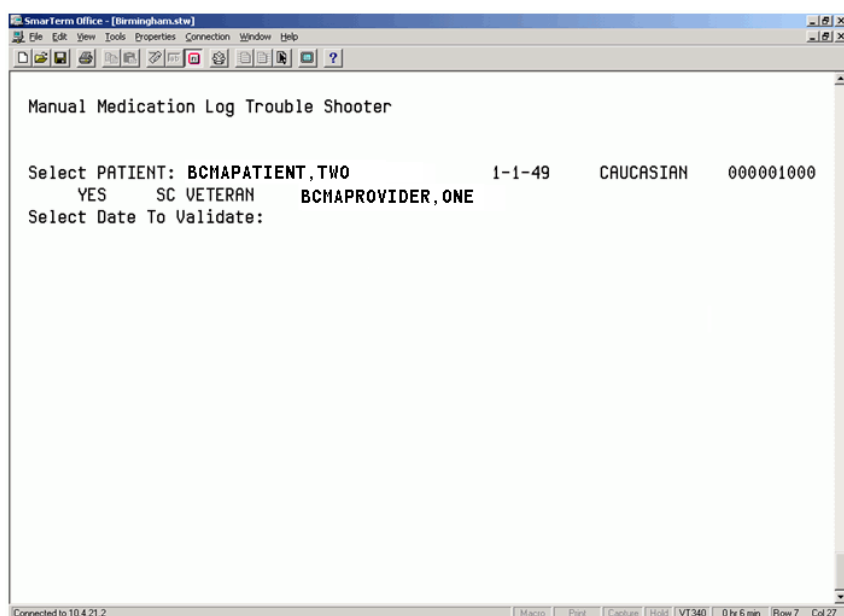 SmarTerm Office - [Birmingham.stw]
File Edit View Tools Properties Connection Window Help
Manual Medication Log Trouble Shooter
Select PATIENT: BCMAPATIENT,TWO 1-1-49 CAUCASIAN 000001000
YES SC VETERAN BCMAPROVIDER,ONE
Select Date To Validate:
Connected to 10.4.21.2 Macro Print Capture Hold VT340 0 hr 6 min Row 7 Col 27